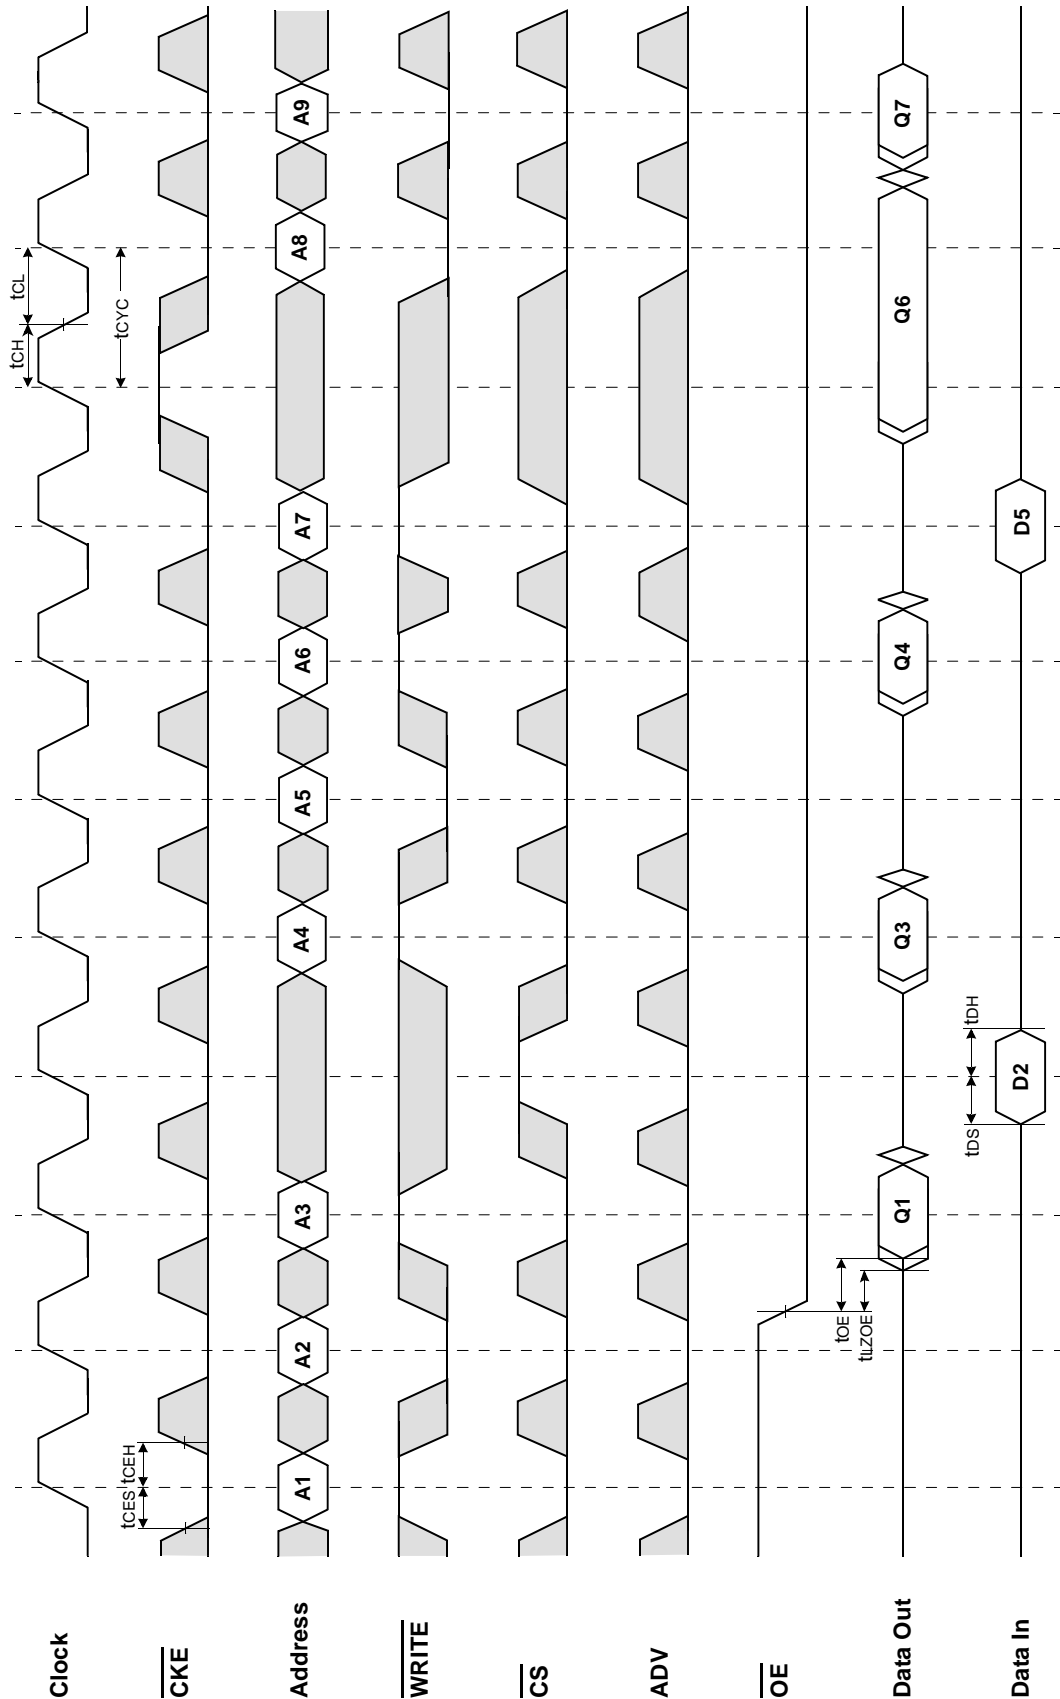 Clock
tCH
tCL
tCES
tCEH
tCYC
CKE
Address
A1
A2
A3
A4
A5
A6
A7
A8
A9
WRITE
CS
ADV
OE
tOE
tLZOE
Data Out
Q1
Q3
Q4
Q6
Q7
tDS
tDH
Data In
D2
D5